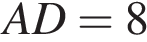 AD = 8